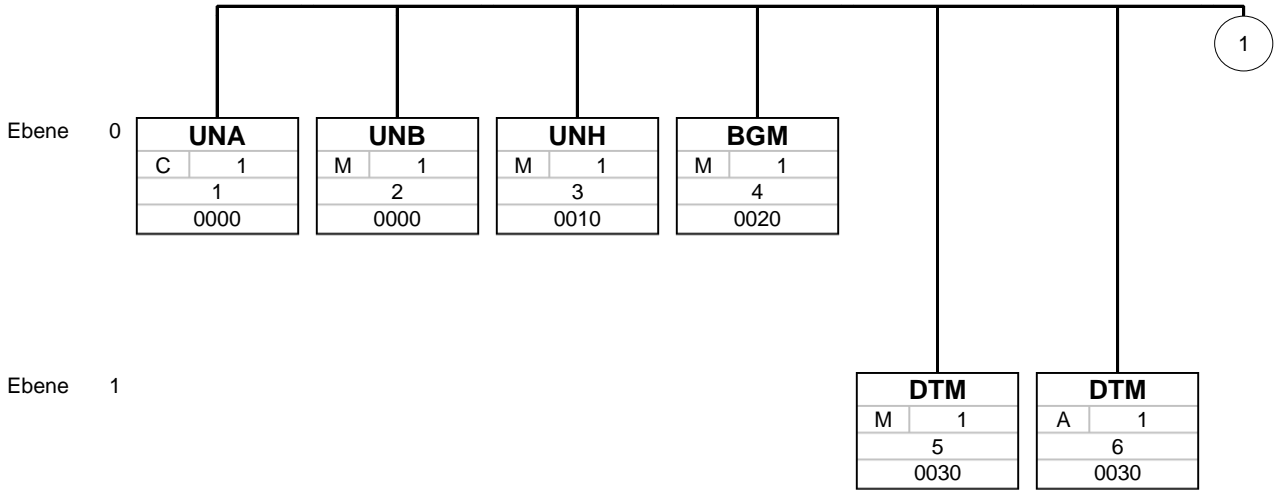 1
Ebene 0
UNA UNB UNH BGM
C 1 M 1 M 1 M 1
1 2 3 4
0000 0000 0010 0020
Ebene 1
DTM DTM
M 1 A 1
5 6
0030 0030